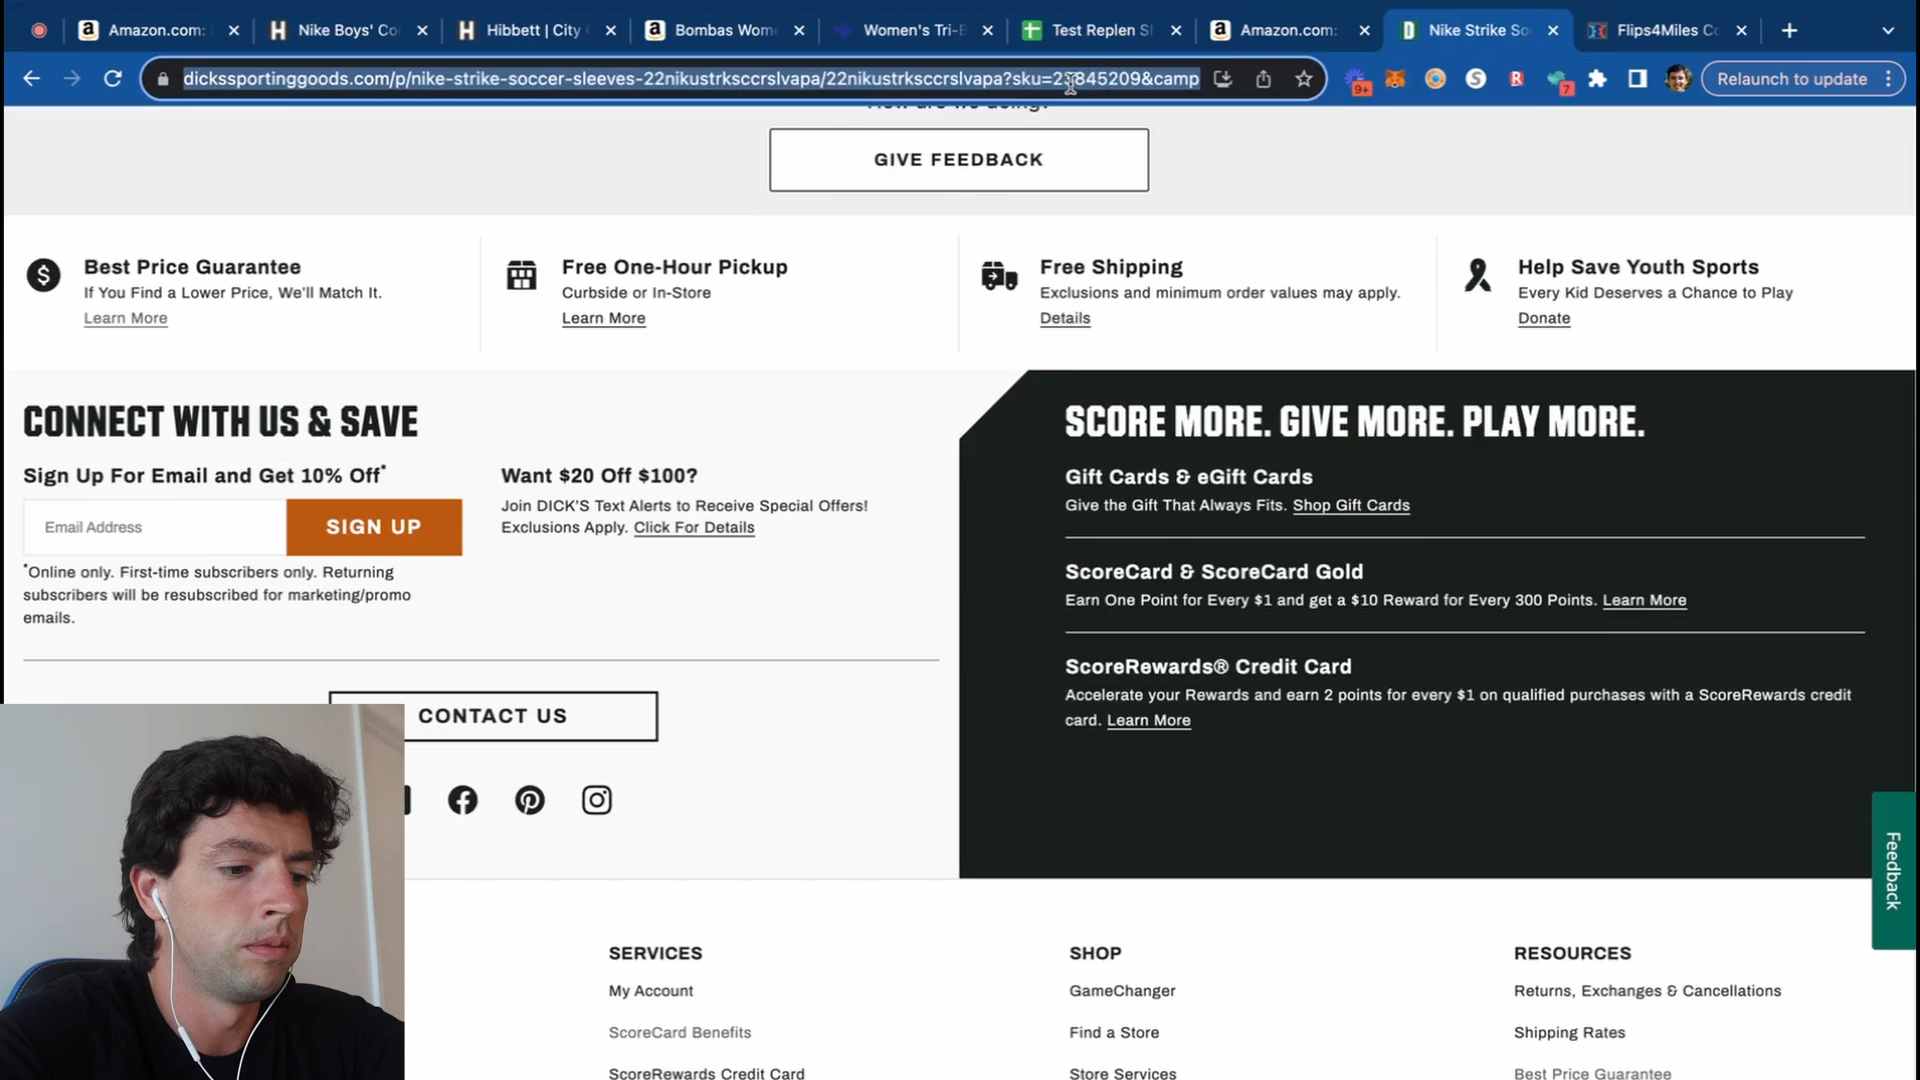 Amazon.com:
Nike Boys' Co
Hibbett | City
Bombas Wom
Women's Tri-B
Test Replen S
Amazon.com:
Nike Strike So
Flips4Miles Co
dickssportinggoods.com/p/nike-strike-soccer-sleeves-22nikustrksccrslvapa/22nikustrksccrslvapa?sku=23845209&camp
9+
7
Relaunch to update
How are we doing?
GIVE FEEDBACK
Best Price Guarantee
If You Find a Lower Price, We'll Match It.
Learn More
Free One-Hour Pickup
Curbside or In-Store
Learn More
Free Shipping
Exclusions and minimum order values may apply.
Details
Help Save Youth Sports
Every Kid Deserves a Chance to Play
Donate
CONNECT WITH US & SAVE
Sign Up For Email and Get 10% Off*
Email Address
SIGN UP
*Online only. First-time subscribers only. Returning
subscribers will be resubscribed for marketing/promo
emails.
Want $20 Off $100?
Join DICK'S Text Alerts to Receive Special Offers!
Exclusions Apply. Click For Details
CONTACT US
SCORE MORE. GIVE MORE. PLAY MORE.
Gift Cards & eGift Cards
Give the Gift That Always Fits. Shop Gift Cards
ScoreCard & ScoreCard Gold
Earn One Point for Every $1 and get a $10 Reward for Every 300 Points. Learn More
ScoreRewards® Credit Card
Accelerate your Rewards and earn 2 points for every $1 on qualified purchases with a ScoreRewards credit
card. Learn More
Feedback
SERVICES
My Account
ScoreCard Benefits
ScoreRewards Credit Card
SHOP
GameChanger
Find a Store
Store Services
RESOURCES
Returns, Exchanges & Cancellations
Shipping Rates
Best Price Guarantee